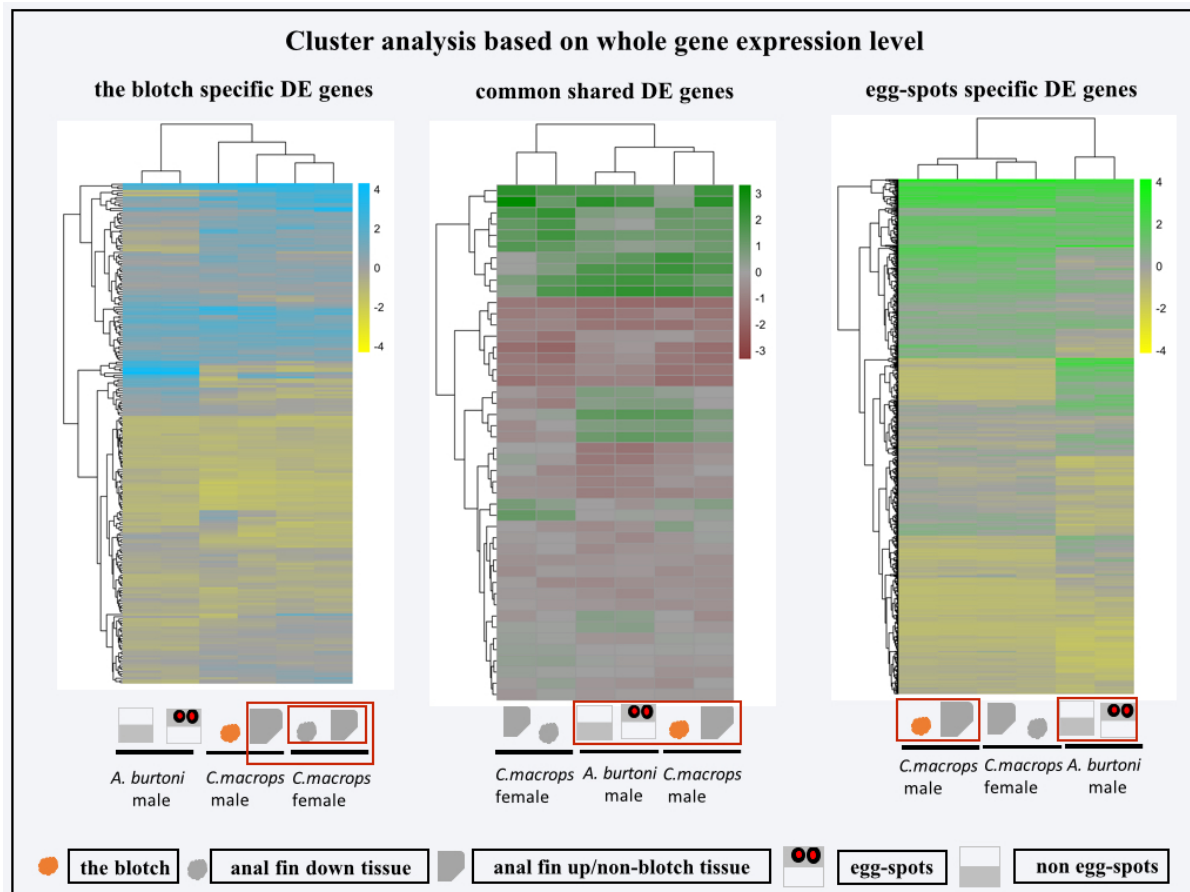 Cluster analysis based on whole gene expression level
the blotch specific DE genes
common shared DE genes
egg-spots specific DE genes
4
2
0
-2
-4
3
2
1
0
-1
-2
-3
4
2
0
-2
-4
A. burtoni
male
C.macrops
male
C.macrops
female
C.macrops
female
A. burtoni
male
C.macrops
male
C.macrops
male
C.macrops
female
A. burtoni
male
the blotch
anal fin down tissue
anal fin up/non-blotch tissue
egg-spots
non egg-spots